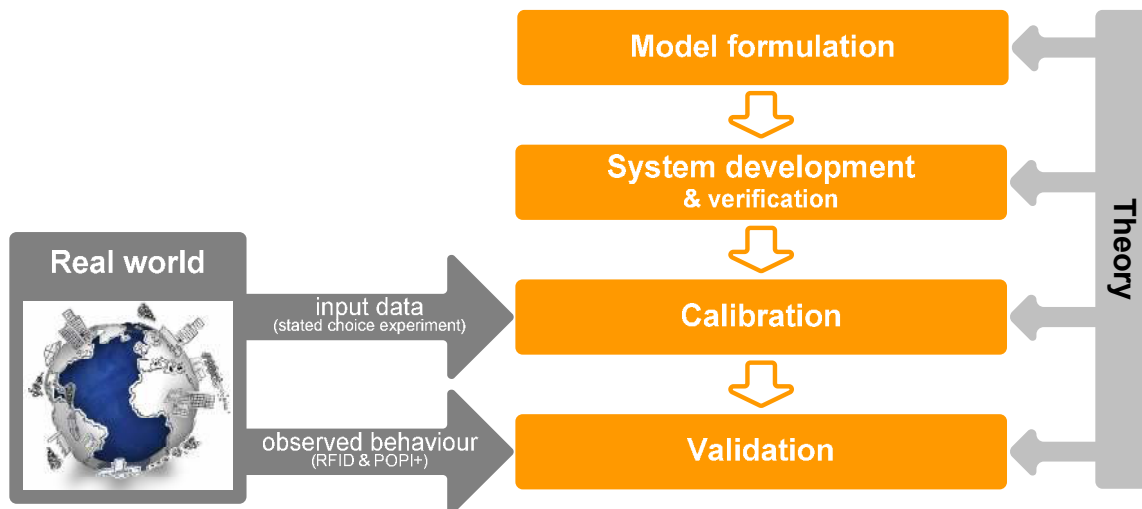 Model formulation
System development
& verification
Theory
Real world
input data
(stated choice experiment)
Calibration
observed behaviour
(RFID & POPI+)
Validation